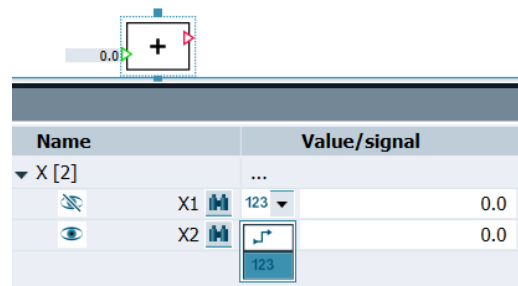 0.0 +
Name Value/signal
X [2] ...
X1 123 0.0
X2 0.0
123